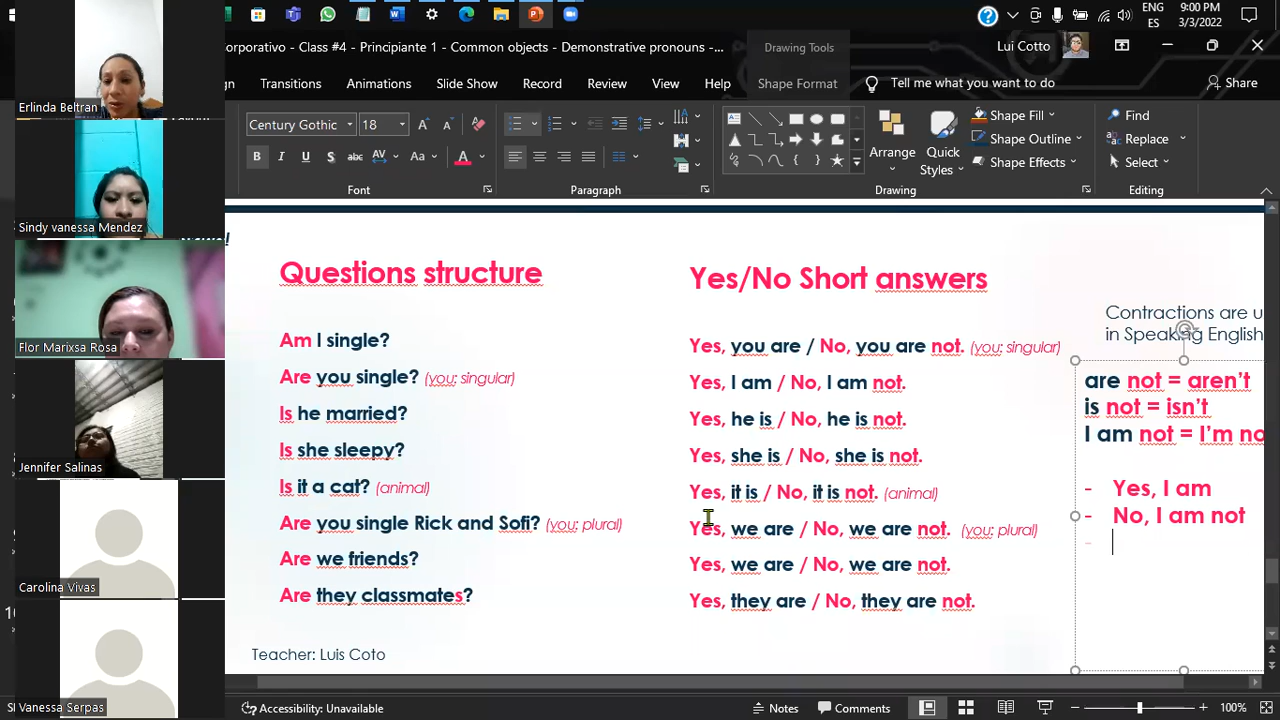 ENG
ES
9:00 PM
3/3/2022
orporativo - Class #4 - Principiante 1 - Common objects - Demonstrative pronouns -...
Drawing Tools
Lui Cotto
gn
Transitions
Animations
Slide Show
Record
Review
View
Help
Shape Format
Tell me what you want to do
Share
Century Gothic
18
Font
Paragraph
Arrange
Quick
Styles
Shape Fill
Shape Outline
Shape Effects
Drawing
Find
Replace
Select
Editing
Erlinda Beltran
Sindy vanessa Mendez
Flor Marixsa Rosa
Jennifer Salinas
Carolina Vivas
Vanessa Serpas
Questions structure
Am I single?
Are you single? (you: singular)
Is he married?
Is she sleepy?
Is it a cat? (animal)
Are you single Rick and Sofi? (you: plural)
Are we friends?
Are they classmates?
Teacher: Luis Coto
Yes/No Short answers
Yes, you are / No, you are not. (you: singular)
Yes, I am / No, I am not.
Yes, he is / No, he is not.
Yes, she is / No, she is not.
Yes, it is / No, it is not. (animal)
Yes, we are / No, we are not. (you: plural)
Yes, we are / No, we are not.
Yes, they are / No, they are not.
Contractions are u
in Speaking English
are not = aren't
is not = isn't
I am not = I'm no
- Yes, I am
- No, I am not
-
Accessibility: Unavailable
Notes
Comments
100%